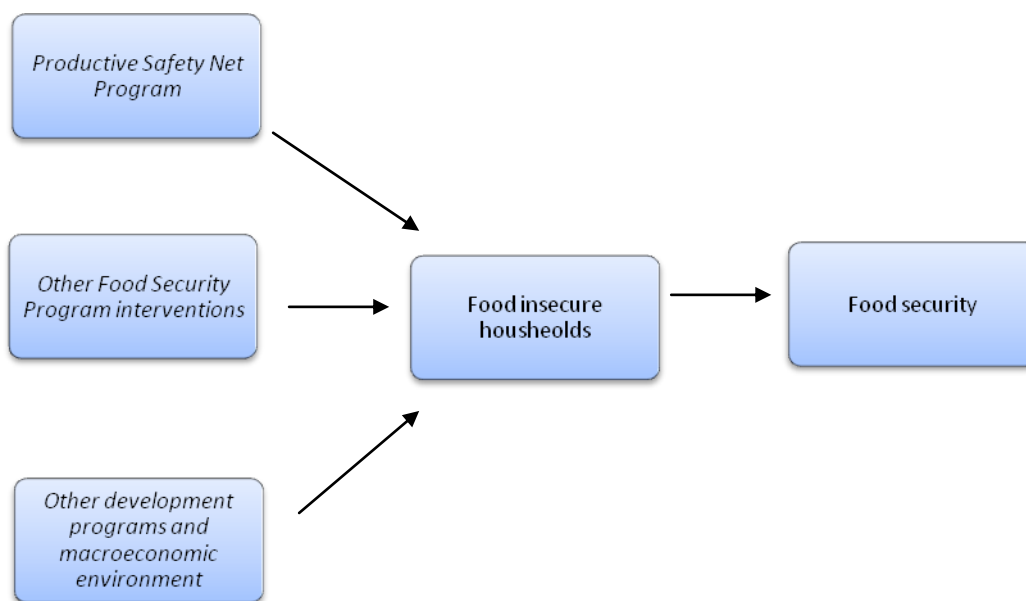 Productive Safety Net
Program
Other Food Security
Program interventions
Food insecure
housheolds
Food security
Other development
programs and
macroeconomic
environment